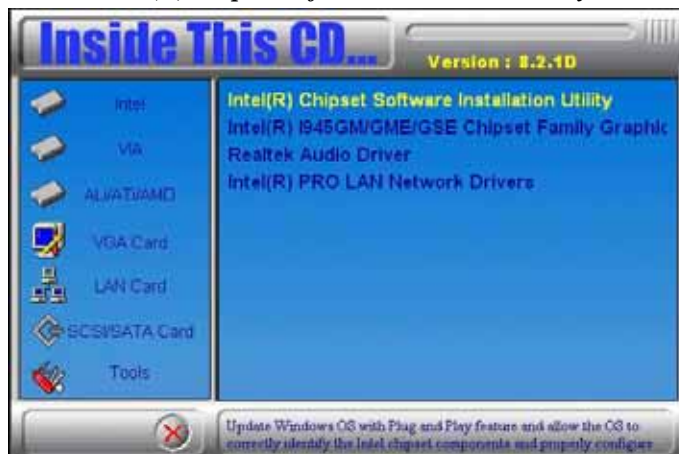 Inside This CD...
Version : 8.2.1D
Intel
VIA
ALi/ATi/AMD
VGA Card
LAN Card
SCSI/SATA Card
Tools
Intel(R) Chipset Software Installation Utility
Intel(R) I945GM/GME/GSE Chipset Family Graphic
Realtek Audio Driver
Intel(R) PRO LAN Network Drivers
Update Windows OS with Plug and Play feature and allow the OS to
correctly identify the Intel chipset components and properly configure